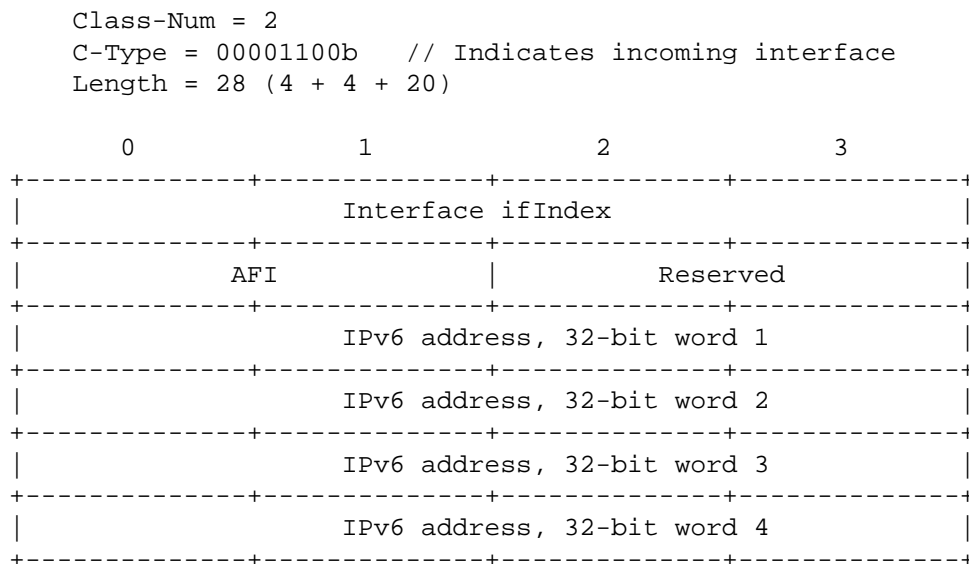 Class-Num = 2
C-Type = 00001100b   // Indicates incoming interface
Length = 28 (4 + 4 + 20)
0 1 2 3
+--------------+--------------+--------------+--------------+
| Interface ifIndex |
+--------------+--------------+--------------+--------------+
| AFI | Reserved |
+--------------+--------------+--------------+--------------+
| IPv6 address, 32-bit word 1 |
+--------------+--------------+--------------+--------------+
| IPv6 address, 32-bit word 2 |
+--------------+--------------+--------------+--------------+
| IPv6 address, 32-bit word 3 |
+--------------+--------------+--------------+--------------+
| IPv6 address, 32-bit word 4 |
+--------------+--------------+--------------+--------------+